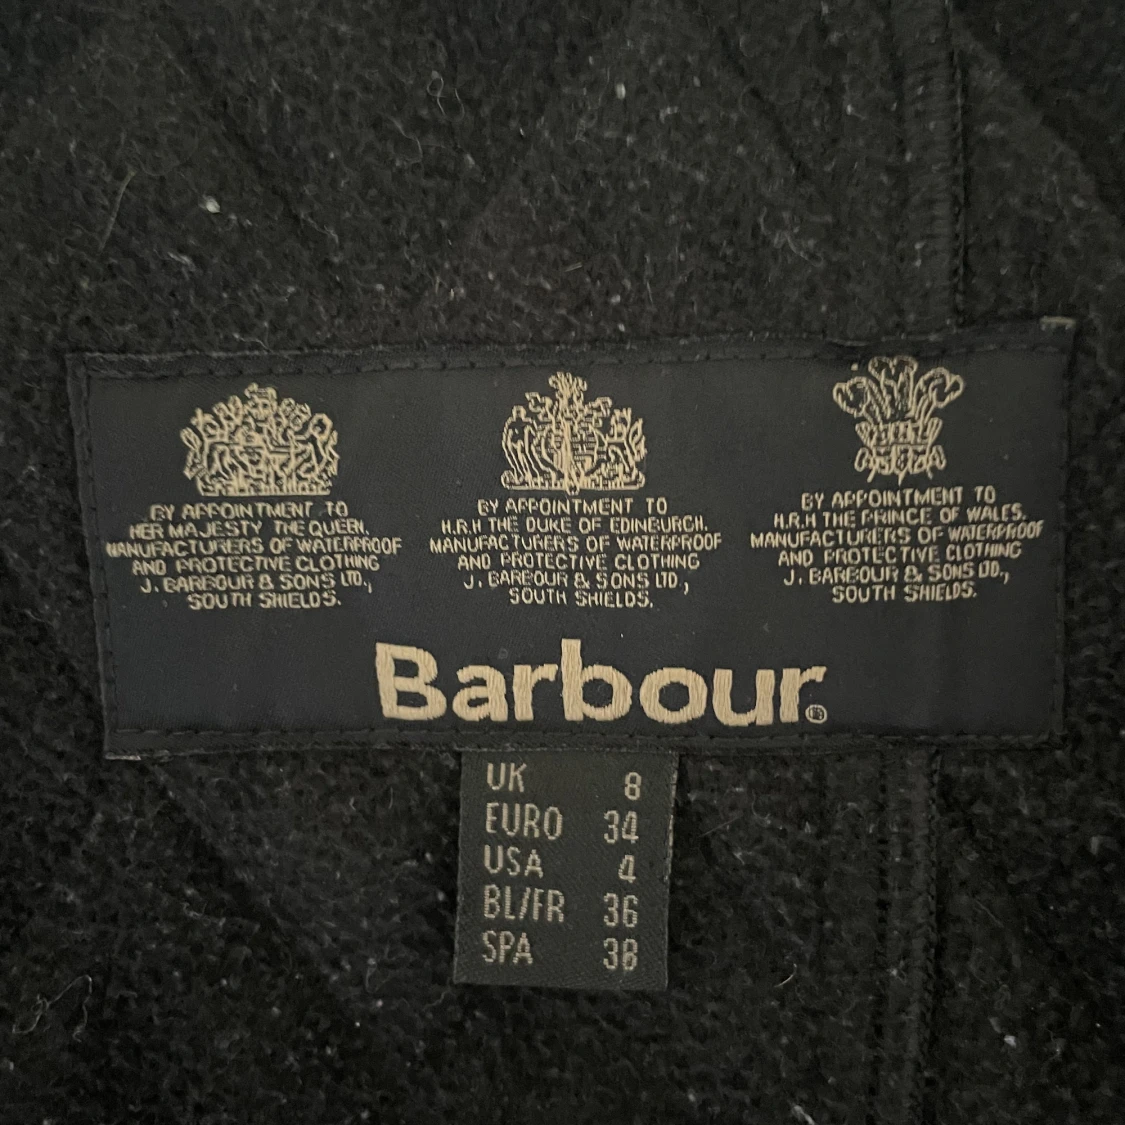 BY APPOINTMENT TO
HER MAJESTY THE QUEEN.
MANUFACTURERS OF WATERPROOF
AND PROTECTIVE CLOTHING
J. BARBOUR & SONS LTD.,
SOUTH SHIELDS.
BY APPOINTMENT TO
H.R.H THE DUKE OF EDINBURGH.
MANUFACTURERS OF WATERPROOF
AND PROTECTIVE CLOTHING
J. BARBOUR & SONS LTD.,
SOUTH SHIELDS.
BY APPOINTMENT TO
H.R.H THE PRINCE OF WALES.
MANUFACTURERS OF WATERPROOF
AND PROTECTIVE CLOTHING
J. BARBOUR & SONS LTD.,
SOUTH SHIELDS.
Barbour®
UK 8
EURO 34
USA 4
BL/FR 36
SPA 38